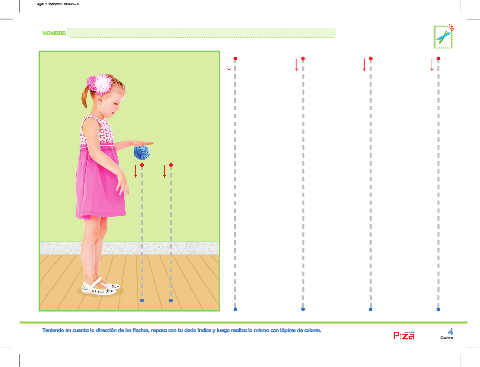 NOMBRE:
Teniendo en cuenta la dirección de las flechas, repasa con tu dedo índice y luego realiza lo mismo con lápices de colores.
4
Cuatro